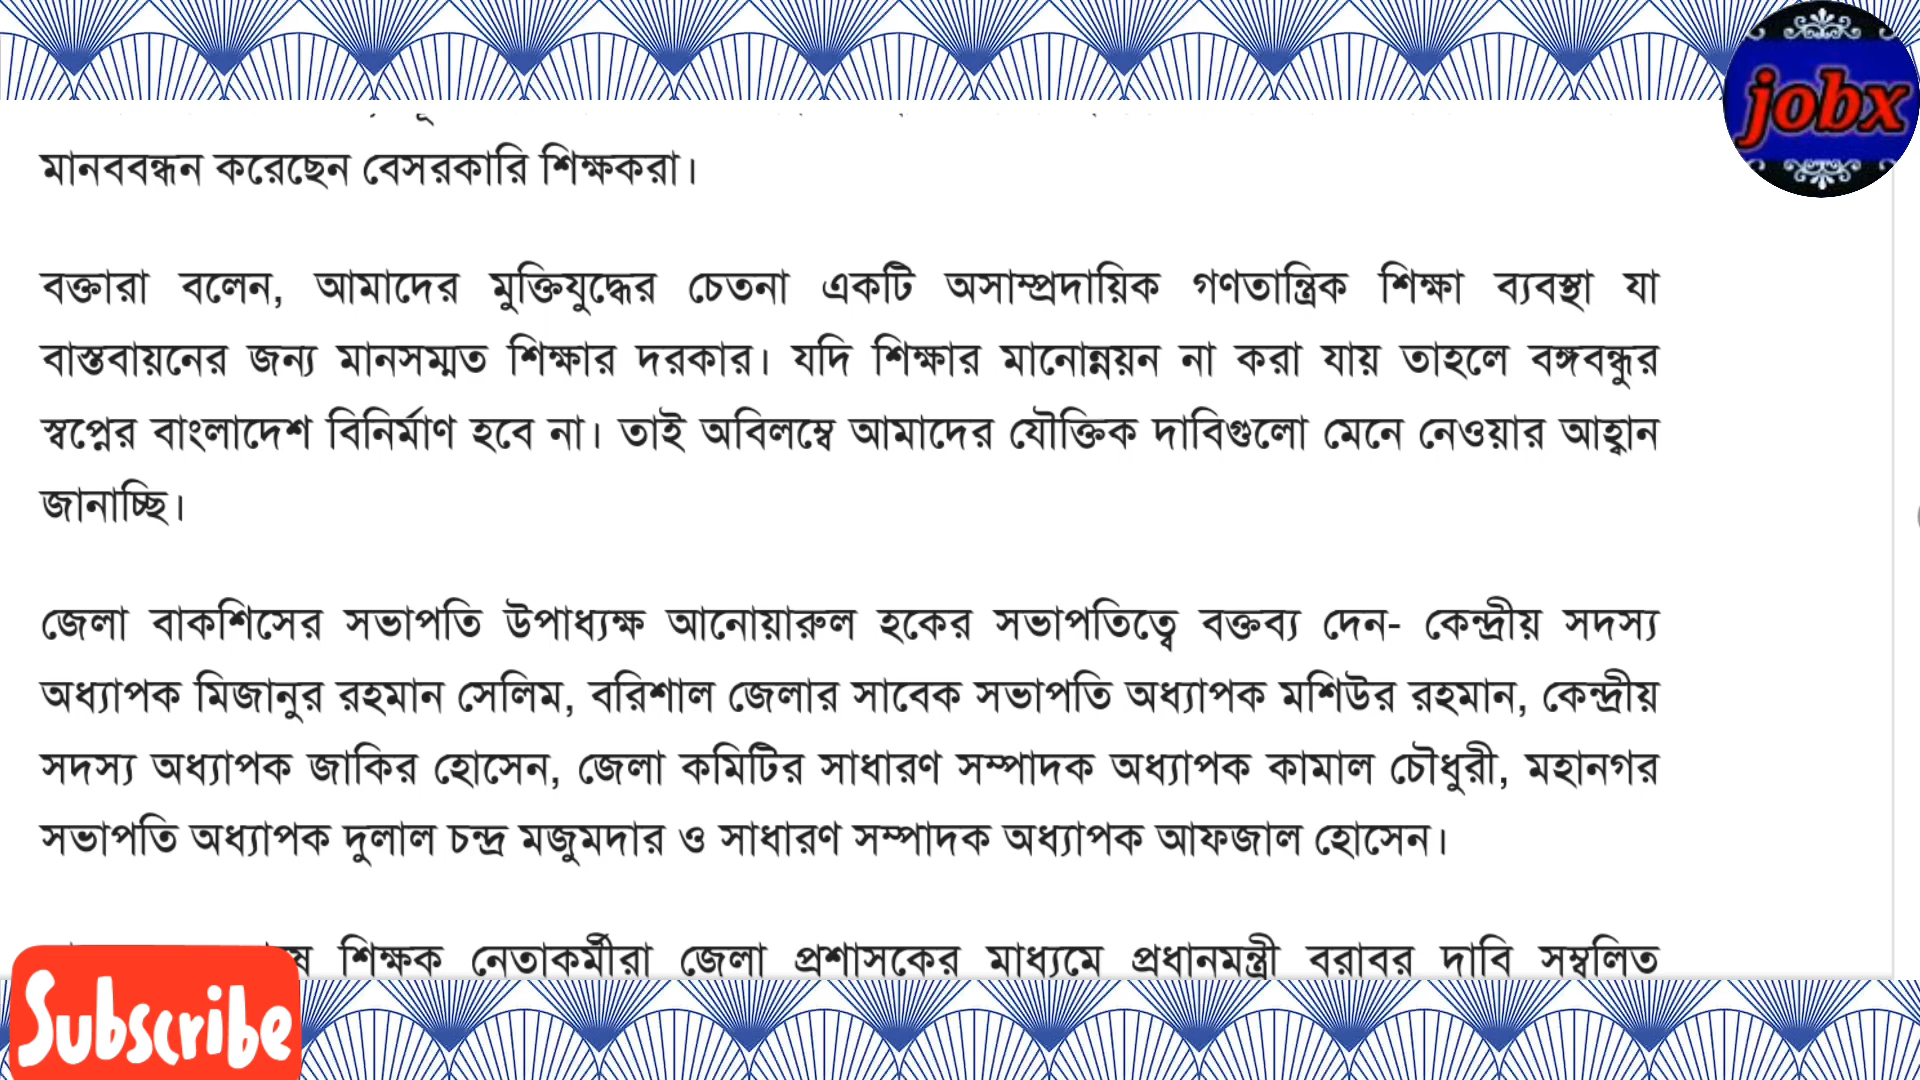 jobx
মানববন্ধন করেছেন বেসরকারি শিক্ষকরা।
বক্তারা বলেন, আমাদের মুক্তিযুদ্ধের চেতনা একটি অসাম্প্রদায়িক গণতান্ত্রিক শিক্ষা ব্যবস্থা যা
বাস্তবায়নের জন্য মানসম্মত শিক্ষার দরকার। যদি শিক্ষার মানোন্নয়ন না করা যায় তাহলে বঙ্গবন্ধুর
স্বপ্নের বাংলাদেশ বিনির্মাণ হবে না। তাই অবিলম্বে আমাদের যৌক্তিক দাবিগুলো মেনে নেওয়ার আহ্বান
জানাচ্ছি।
জেলা বাকশিসের সভাপতি উপাধ্যক্ষ আনোয়ারুল হকের সভাপতিত্বে বক্তব্য দেন- কেন্দ্রীয় সদস্য
অধ্যাপক মিজানুর রহমান সেলিম, বরিশাল জেলার সাবেক সভাপতি অধ্যাপক মশিউর রহমান, কেন্দ্রীয়
সদস্য অধ্যাপক জাকির হোসেন, জেলা কমিটির সাধারণ সম্পাদক অধ্যাপক কামাল চৌধুরী, মহানগর
সভাপতি অধ্যাপক দুলাল চন্দ্র মজুমদার ও সাধারণ সম্পাদক অধ্যাপক আফজাল হোসেন।
শিক্ষক নেতাকর্মীরা জেলা প্রশাসকের মাধ্যমে প্রধানমন্ত্রী বরাবর দাবি সম্বলিত
Subscribe